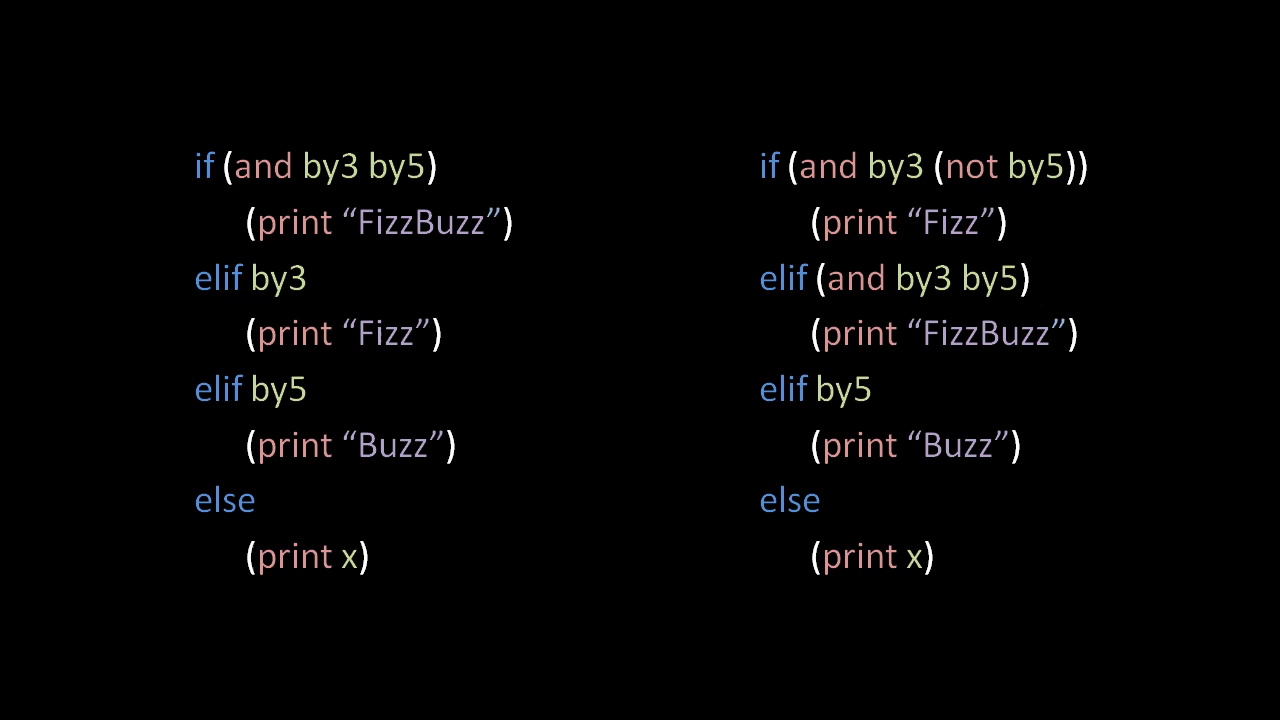 if (and by3 by5)
(print “FizzBuzz”)
elif by3
(print “Fizz”)
elif by5
(print “Buzz”)
else
(print x)
if (and by3 (not by5))
(print “Fizz”)
elif (and by3 by5)
(print “FizzBuzz”)
elif by5
(print “Buzz”)
else
(print x)